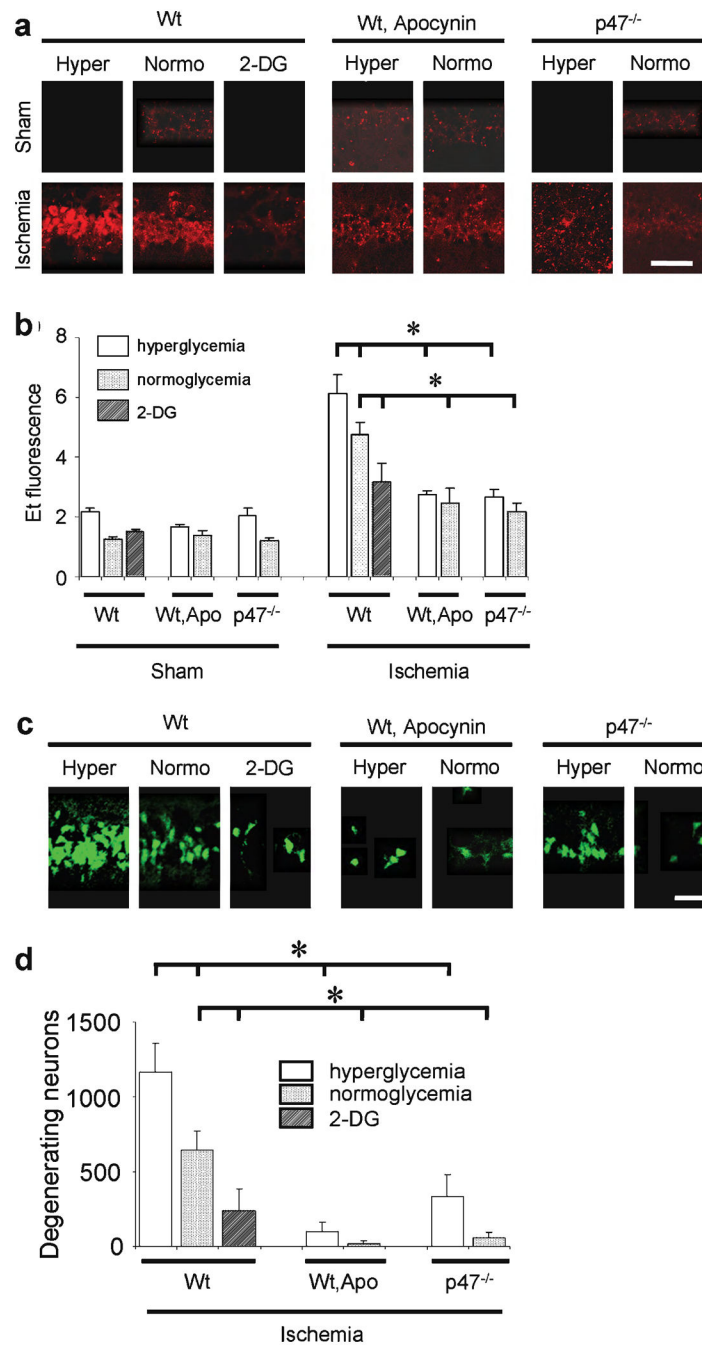 a
Wt
Wt, Apocynin
p47-/-
Hyper Normo 2-DG
Hyper Normo
Hyper Normo
Sham
Ischemia
b
8
6
4
2
0
Et fluorescence
hyperglycemia
normoglycemia
2-DG
*
*
Wt Wt,Apo p47-/-
Wt Wt,Apo p47-/-
Sham
Ischemia
c
Wt
Wt, Apocynin
p47-/-
Hyper Normo 2-DG
Hyper Normo
Hyper Normo
d
*
*
1500
1000
500
0
Degenerating neurons
hyperglycemia
normoglycemia
2-DG
Wt Wt,Apo p47-/-
Ischemia